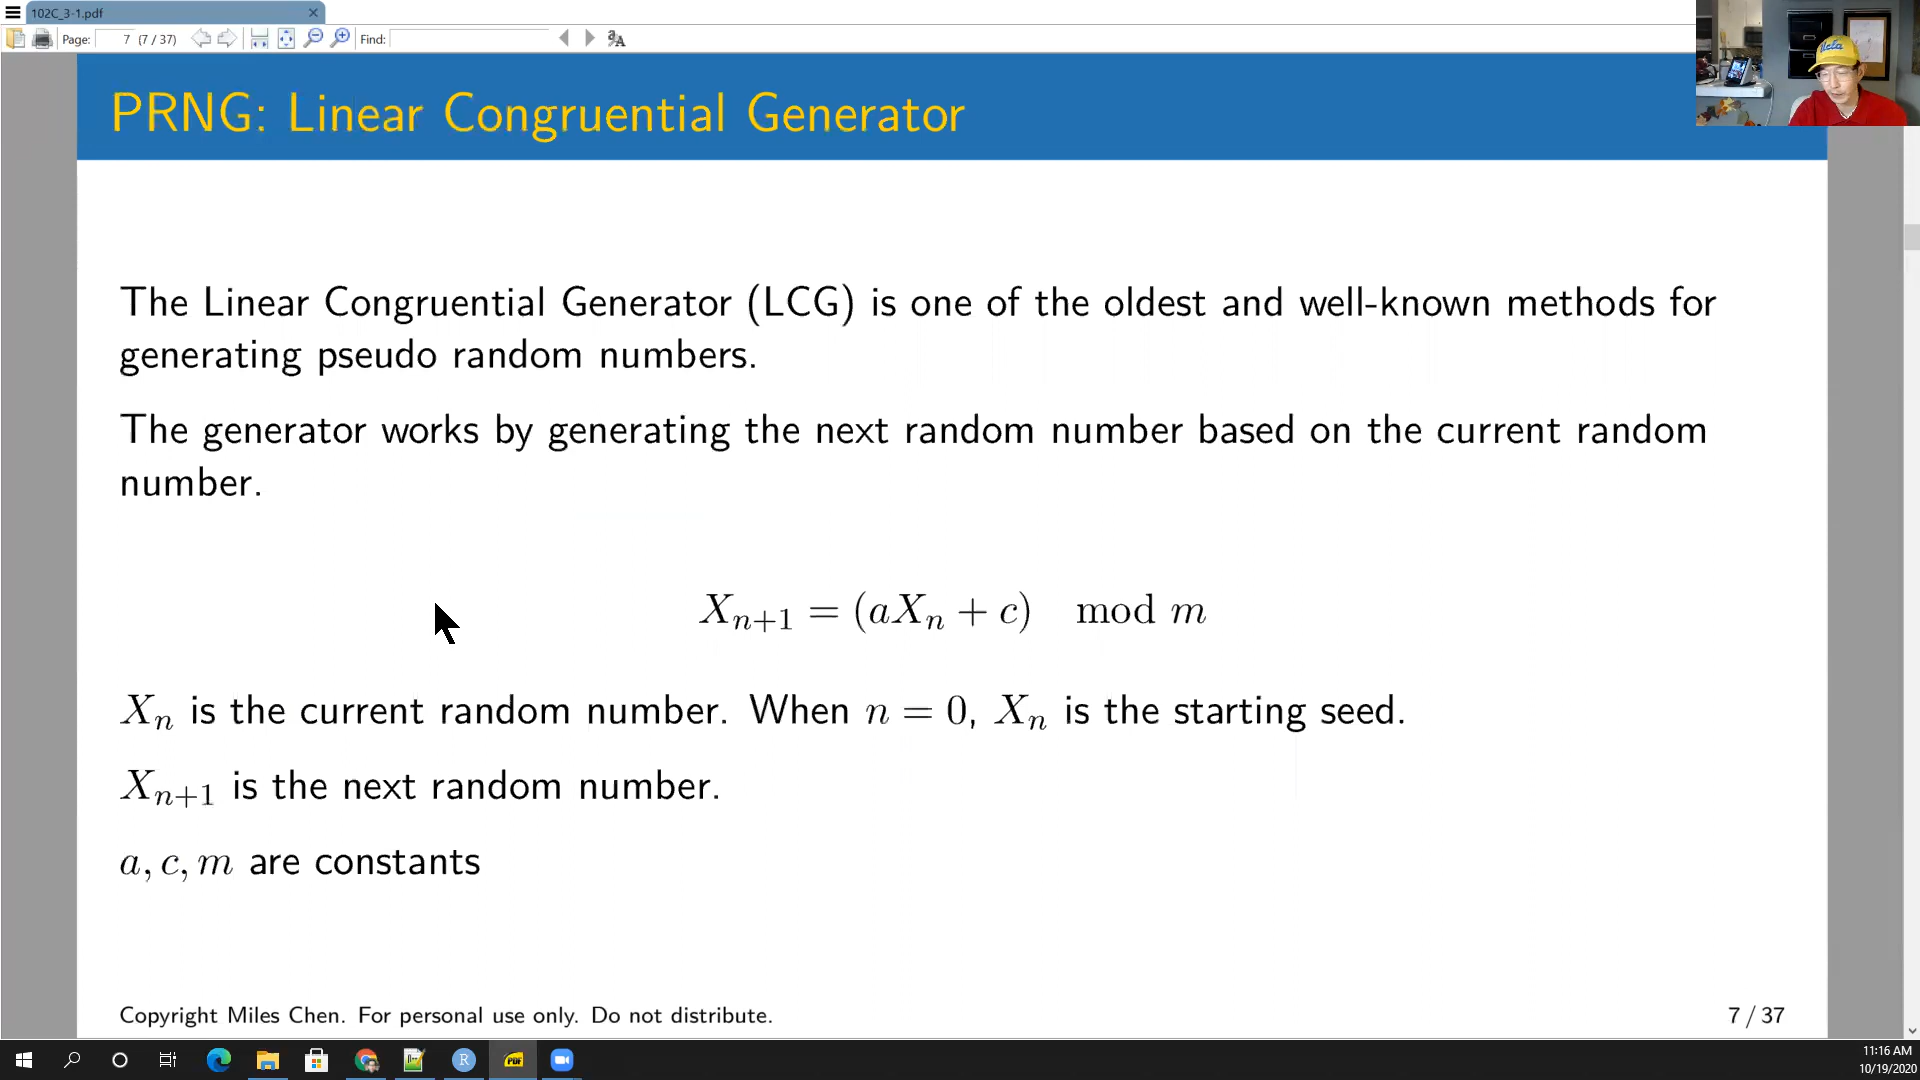 102C_3-1.pdf
Page: 7 (7 / 37) Find:
PRNG: Linear Congruential Generator
The Linear Congruential Generator (LCG) is one of the oldest and well-known methods for
generating pseudo random numbers.
The generator works by generating the next random number based on the current random
number.
Xₙ₊₁ = (aXₙ + c) mod m
Xₙ is the current random number. When n = 0, Xₙ is the starting seed.
Xₙ₊₁ is the next random number.
a, c, m are constants
Copyright Miles Chen. For personal use only. Do not distribute.
7 / 37
11:16 AM
10/19/2020